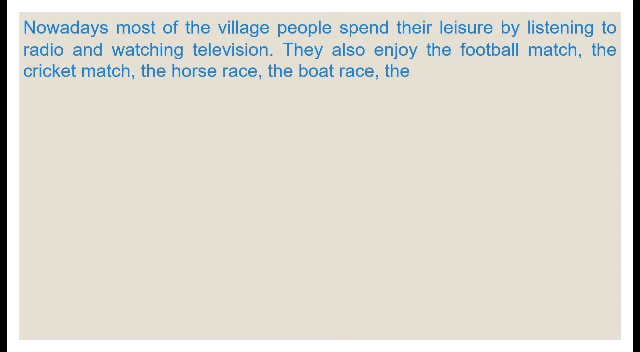 Nowadays most of the village people spend their leisure by listening to
radio and watching television. They also enjoy the football match, the
cricket match, the horse race, the boat race, the